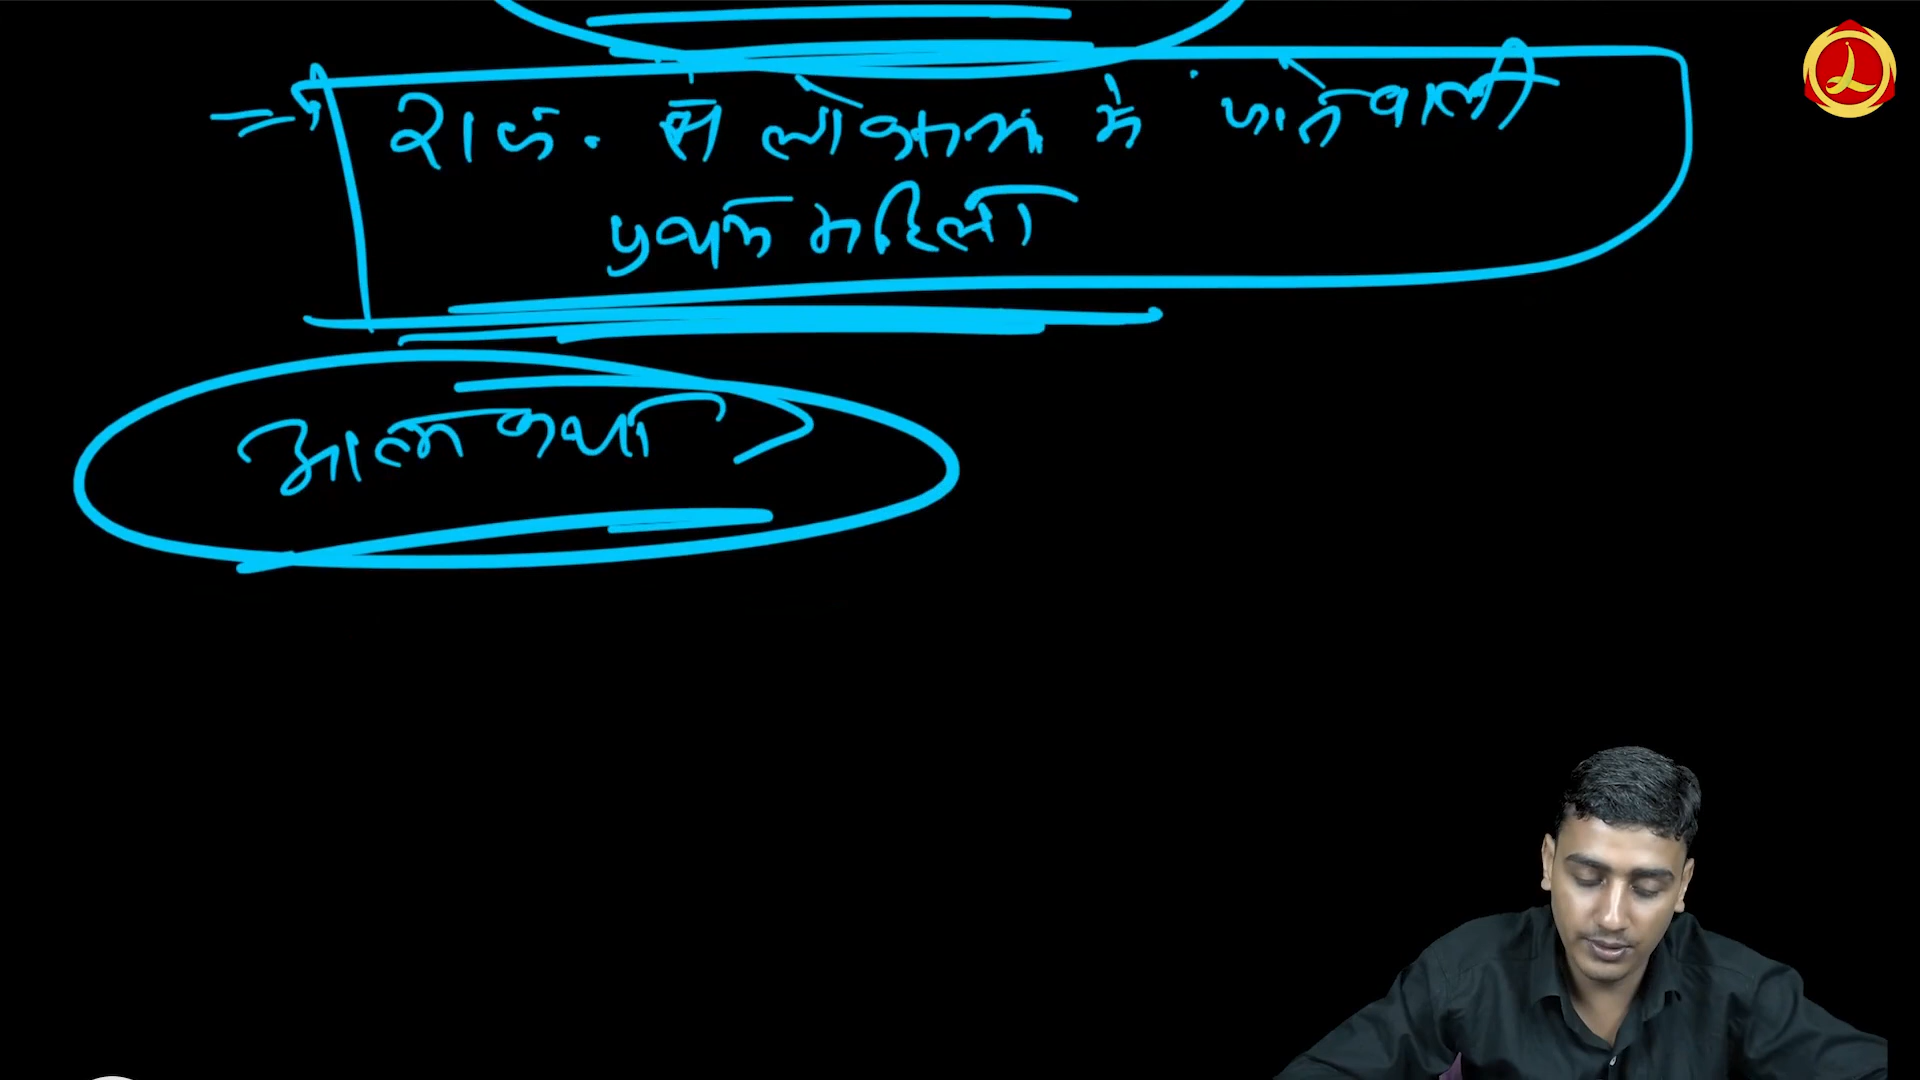 राज. से लोकसभा में जानेवाली
प्रथम महिला
आत्मकथा